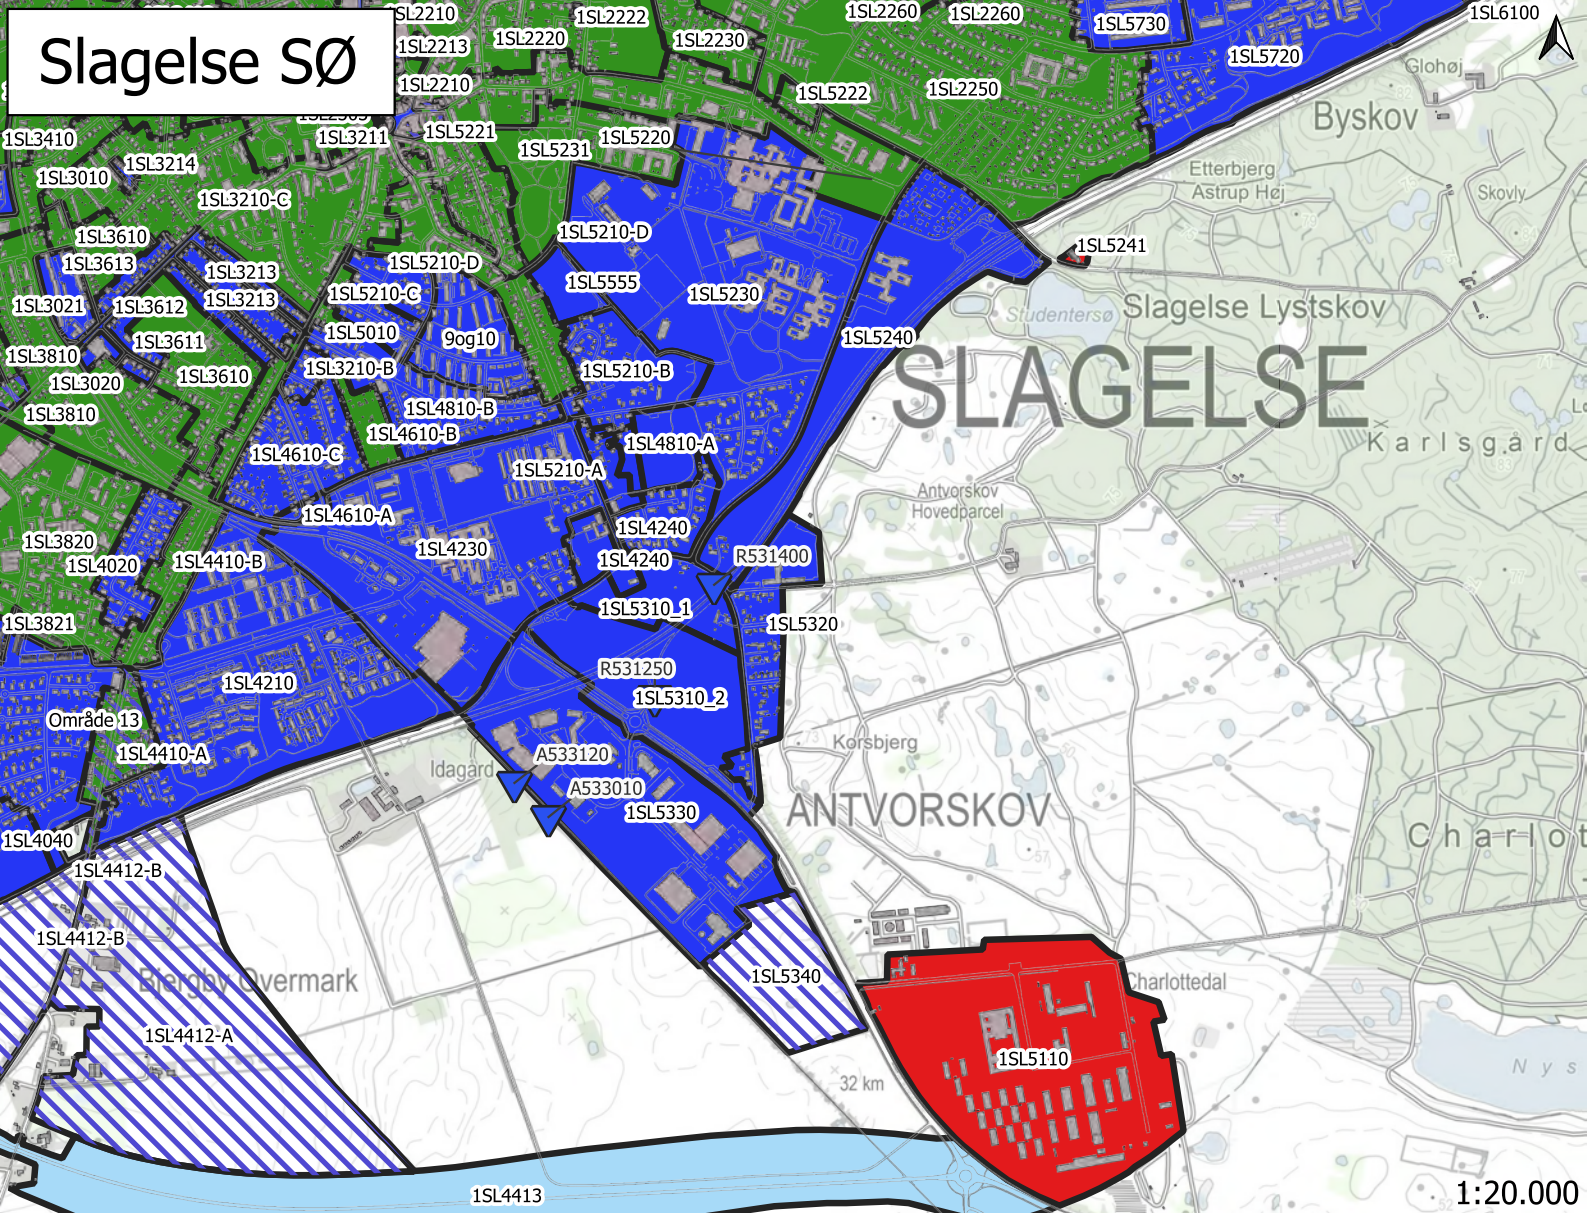 Slagelse SØ
1SL2210
1SL2222
1SL2260
1SL2260
1SL6100
1SL5730
1SL2213
1SL2220
1SL2230
1SL5720
Glohøj
1SL2210
1SL5222
1SL2250
Byskov
1SL3410
1SL3211
1SL5221
1SL5220
1SL5231
1SL3214
1SL3010
Etterbjerg
Astrup Høj
Skovly
1SL3210-C
1SL3610
1SL5210-D
1SL5241
1SL3613
1SL3213
1SL5210-D
1SL5555
1SL5230
1SL3213
1SL5210-C
1SL3021
1SL3612
Studentersø
Slagelse Lystskov
1SL5010
9og10
1SL5240
1SL3611
1SL3810
1SL3020
1SL3610
1SL3210-B
1SL5210-B
SLAGELSE
1SL3810
1SL4810-B
1SL4610-B
1SL4810-A
Karlsgård
1SL4610-C
1SL5210-A
Antvorskov
Hovedparcel
1SL4610-A
1SL4240
1SL3820
1SL4020
1SL4410-B
1SL4230
1SL4240
R531400
1SL3821
1SL5310_1
1SL5320
1SL4210
R531250
1SL5310_2
Område 13
1SL4410-A
Idagård
A533120
Korsbjerg
A533010
1SL5330
ANTVORSKOV
1SL4040
Charlot
1SL4412-B
1SL4412-B
Bjergby Overmark
1SL5340
Charlottedal
1SL4412-A
1SL5110
32 km
Nys
1SL4413
1:20.000